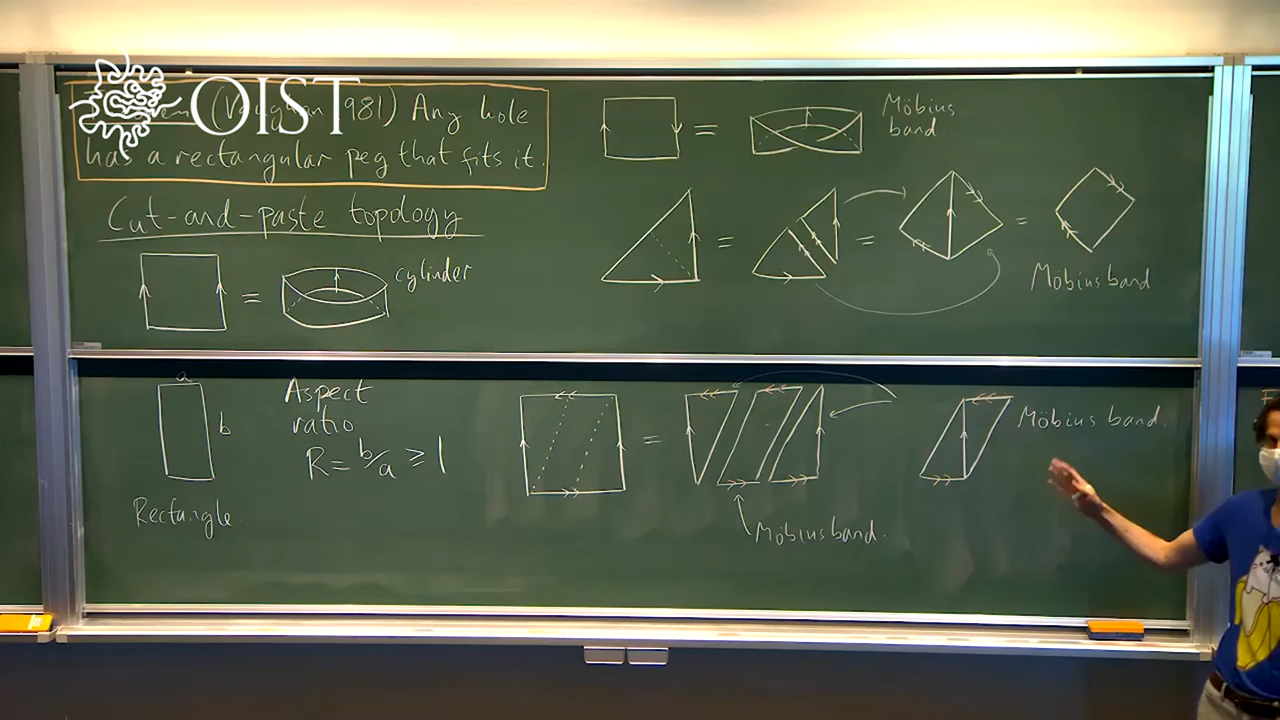 OIST
1981) Any hole
has a rectangular peg that fits it.
Cut-and-paste topology
cylinder
Möbius
band.
Möbius band
a
b
Rectangle.
Aspect
ratio
R = b/a ≥ 1
Möbius band.
Möbius band.